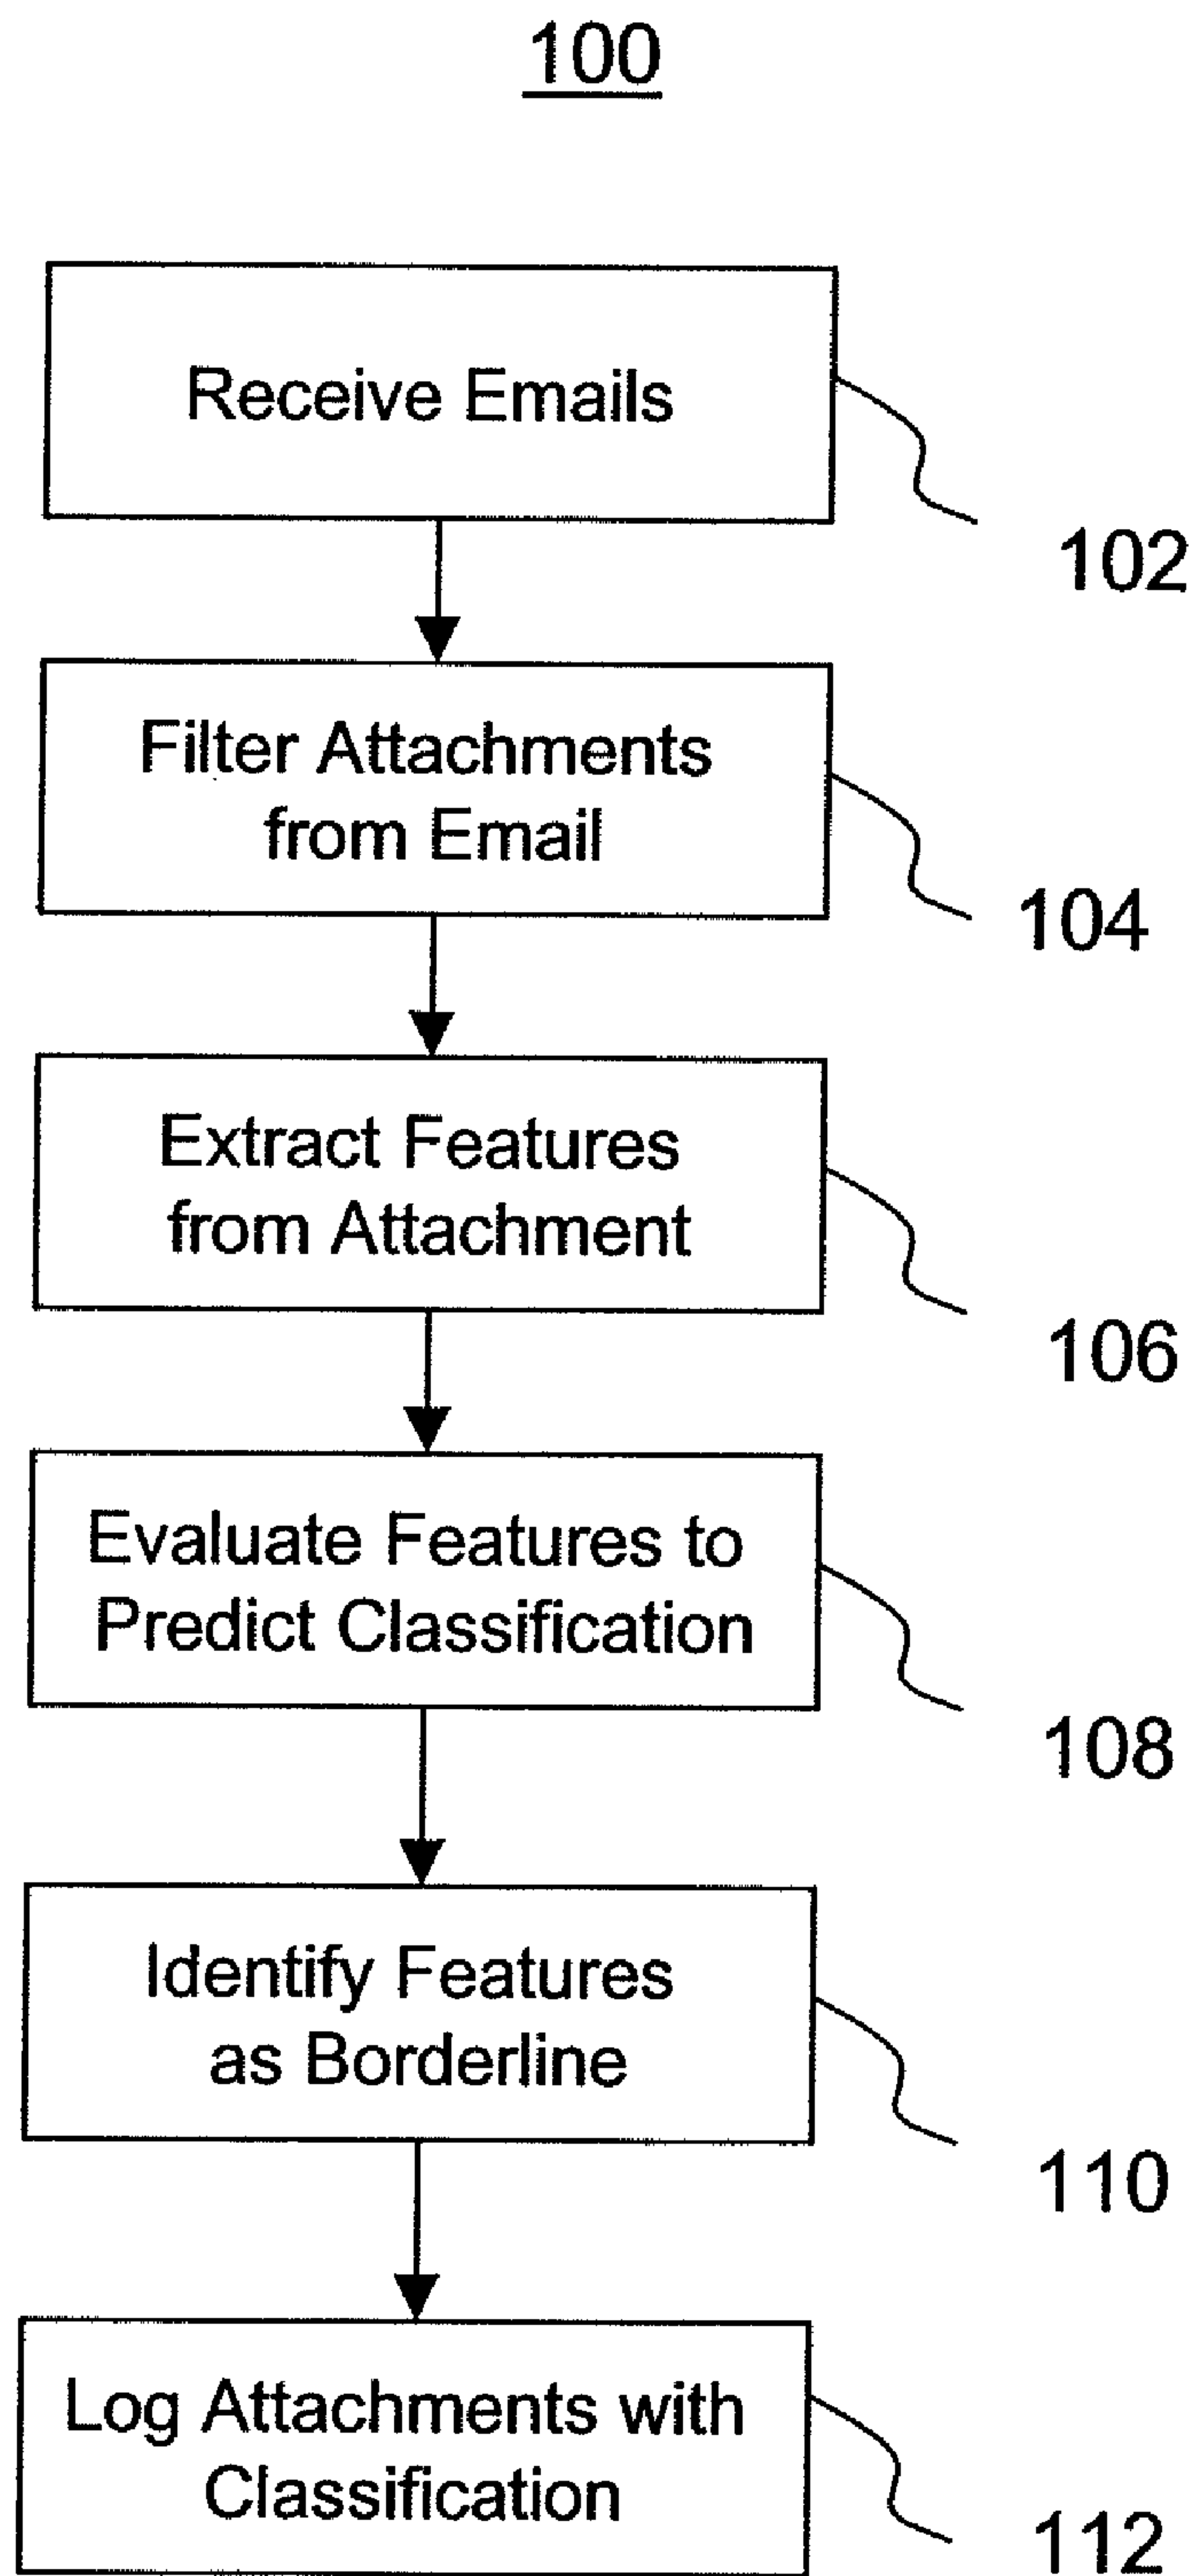 100
Receive Emails
102
Filter Attachments
from Email
104
Extract Features
from Attachment
106
Evaluate Features to
Predict Classification
108
Identify Features
as Borderline
110
Log Attachments with
Classification
112